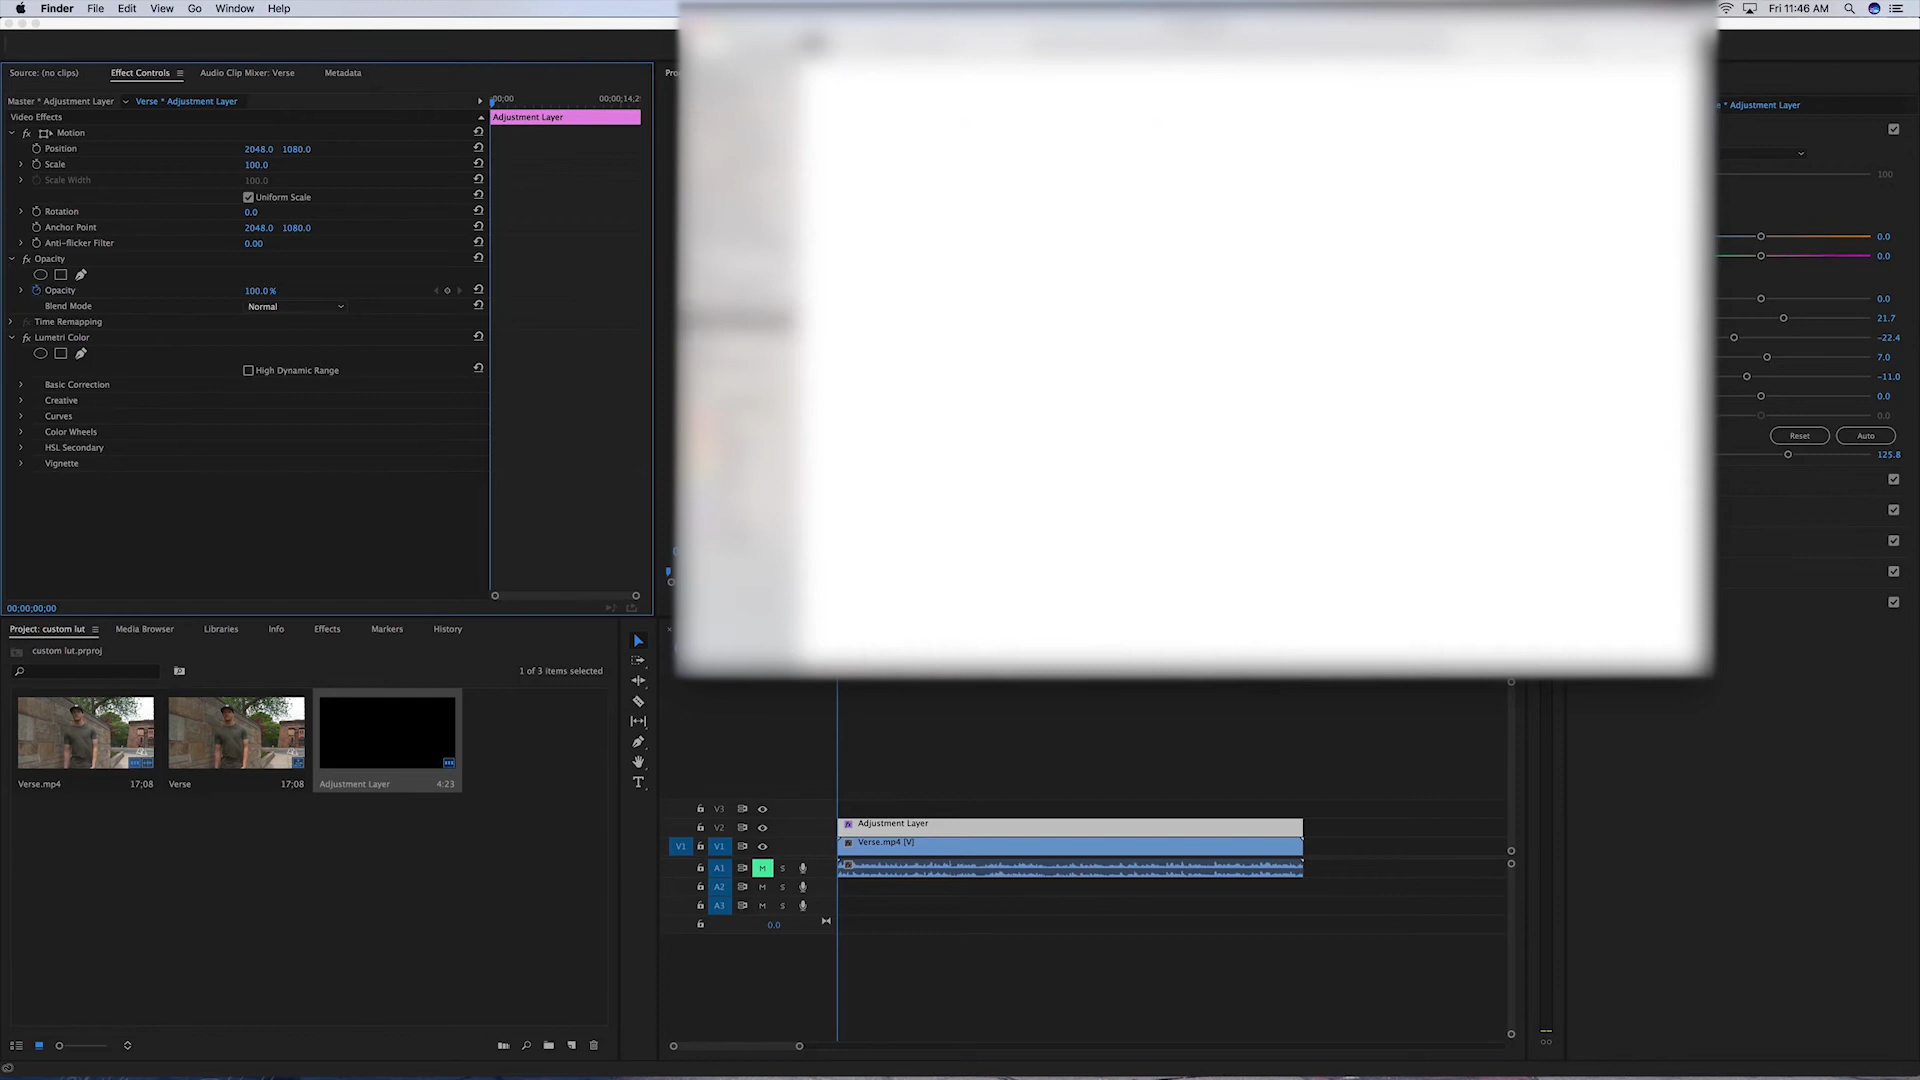 Finder File Edit View Go Window Help
Fri 11:46 AM
Source: (no clips) Effect Controls Audio Clip Mixer: Verse Metadata
Master * Adjustment Layer Verse * Adjustment Layer
00;00 00;00;14;2
Video Effects
Adjustment Layer
fx Motion
Position 2048.0 1080.0
Scale 100.0
Scale Width 100.0
Uniform Scale
Rotation 0.0
Anchor Point 2048.0 1080.0
Anti-flicker Filter 0.00
fx Opacity
Opacity 100.0 %
Blend Mode Normal
Time Remapping
fx Lumetri Color
High Dynamic Range
Basic Correction
Creative
Curves
Color Wheels
HSL Secondary
Vignette
00;00;00;00
* Adjustment Layer
100
0.0
0.0
0.0
21.7
-22.4
7.0
-11.0
0.0
0.0
Reset Auto
125.8
Project: custom lut Media Browser Libraries Info Effects Markers History
custom lut.prproj
1 of 3 items selected
Verse.mp4 17;08
Verse 17;08
Adjustment Layer 4:23
V3
V2 Adjustment Layer
V1 V1 Verse.mp4 [V]
A1 M S
A2 M S
A3 M S
0.0